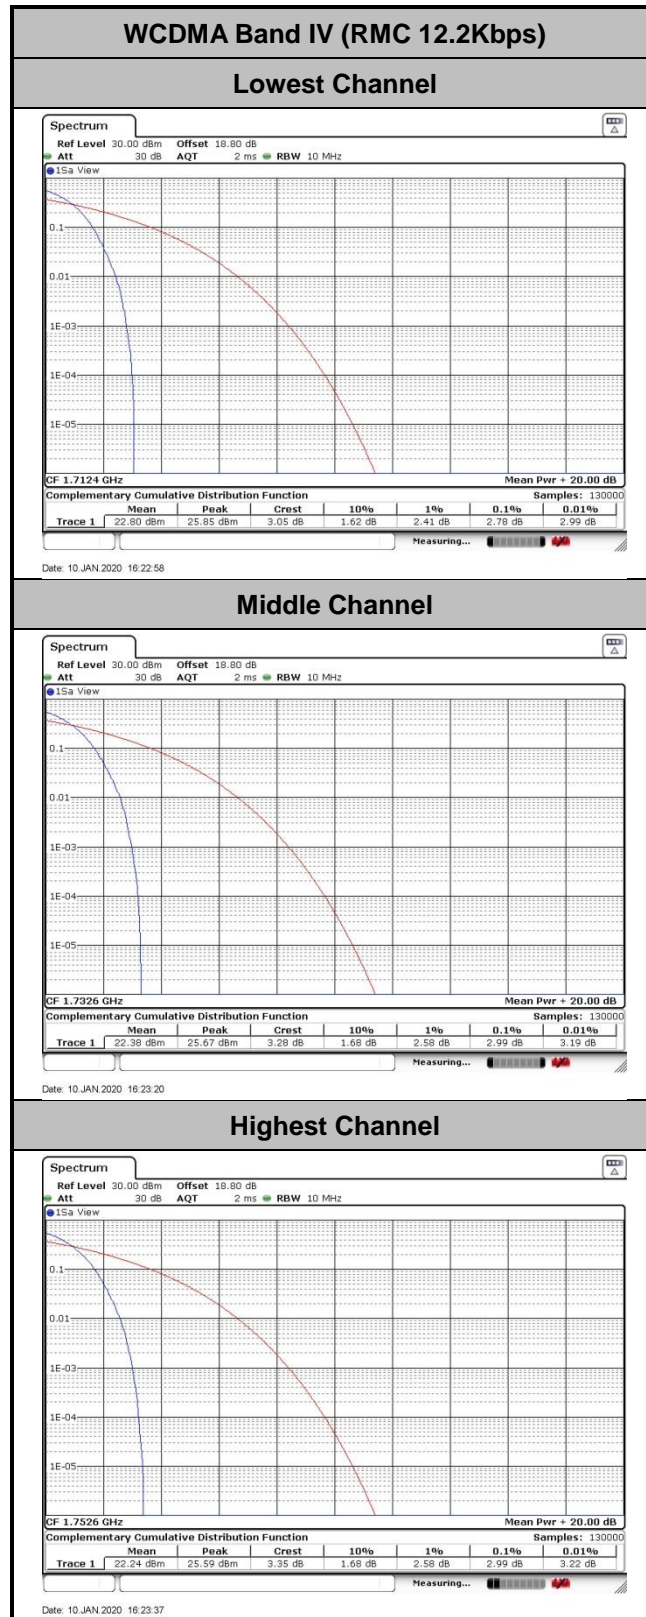 WCDMA Band IV (RMC 12.2Kbps)
Lowest Channel
Spectrum
Ref Level 30.00 dBm Offset 18.80 dB
Att 30 dB AQT 2 ms RBW 10 MHz
1Sa View
0.1
0.01
1E-03
1E-04
1E-05
CF 1.7124 GHz Mean Pwr + 20.00 dB
Complementary Cumulative Distribution Function Samples: 130000
Mean Peak Crest 10% 1% 0.1% 0.01%
Trace 1 22.80 dBm 25.85 dBm 3.05 dB 1.62 dB 2.41 dB 2.78 dB 2.99 dB
Measuring...
Date: 10.JAN.2020 16:22:58
Middle Channel
Spectrum
Ref Level 30.00 dBm Offset 18.80 dB
Att 30 dB AQT 2 ms RBW 10 MHz
1Sa View
0.1
0.01
1E-03
1E-04
1E-05
CF 1.7326 GHz Mean Pwr + 20.00 dB
Complementary Cumulative Distribution Function Samples: 130000
Mean Peak Crest 10% 1% 0.1% 0.01%
Trace 1 22.38 dBm 25.67 dBm 3.28 dB 1.68 dB 2.58 dB 2.99 dB 3.19 dB
Measuring...
Date: 10.JAN.2020 16:23:20
Highest Channel
Spectrum
Ref Level 30.00 dBm Offset 18.80 dB
Att 30 dB AQT 2 ms RBW 10 MHz
1Sa View
0.1
0.01
1E-03
1E-04
1E-05
CF 1.7526 GHz Mean Pwr + 20.00 dB
Complementary Cumulative Distribution Function Samples: 130000
Mean Peak Crest 10% 1% 0.1% 0.01%
Trace 1 22.24 dBm 25.59 dBm 3.35 dB 1.68 dB 2.58 dB 2.99 dB 3.22 dB
Measuring...
Date: 10.JAN.2020 16:23:37